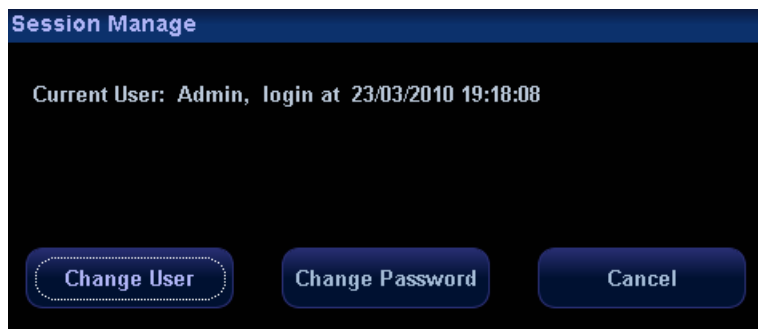 Session Manage
Current User: Admin, login at 23/03/2010 19:18:08
Change User
Change Password
Cancel